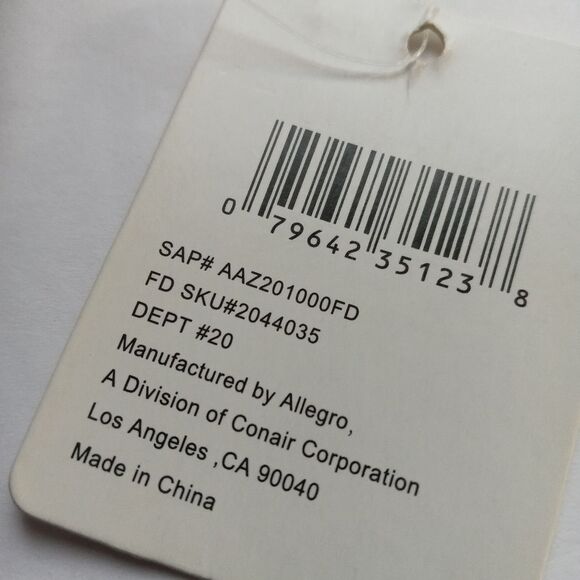 0 79642 35123 8
SAP# AAZ201000FD
FD SKU#2044035
DEPT #20
Manufactured by Allegro,
A Division of Conair Corporation
Los Angeles ,CA 90040
Made in China